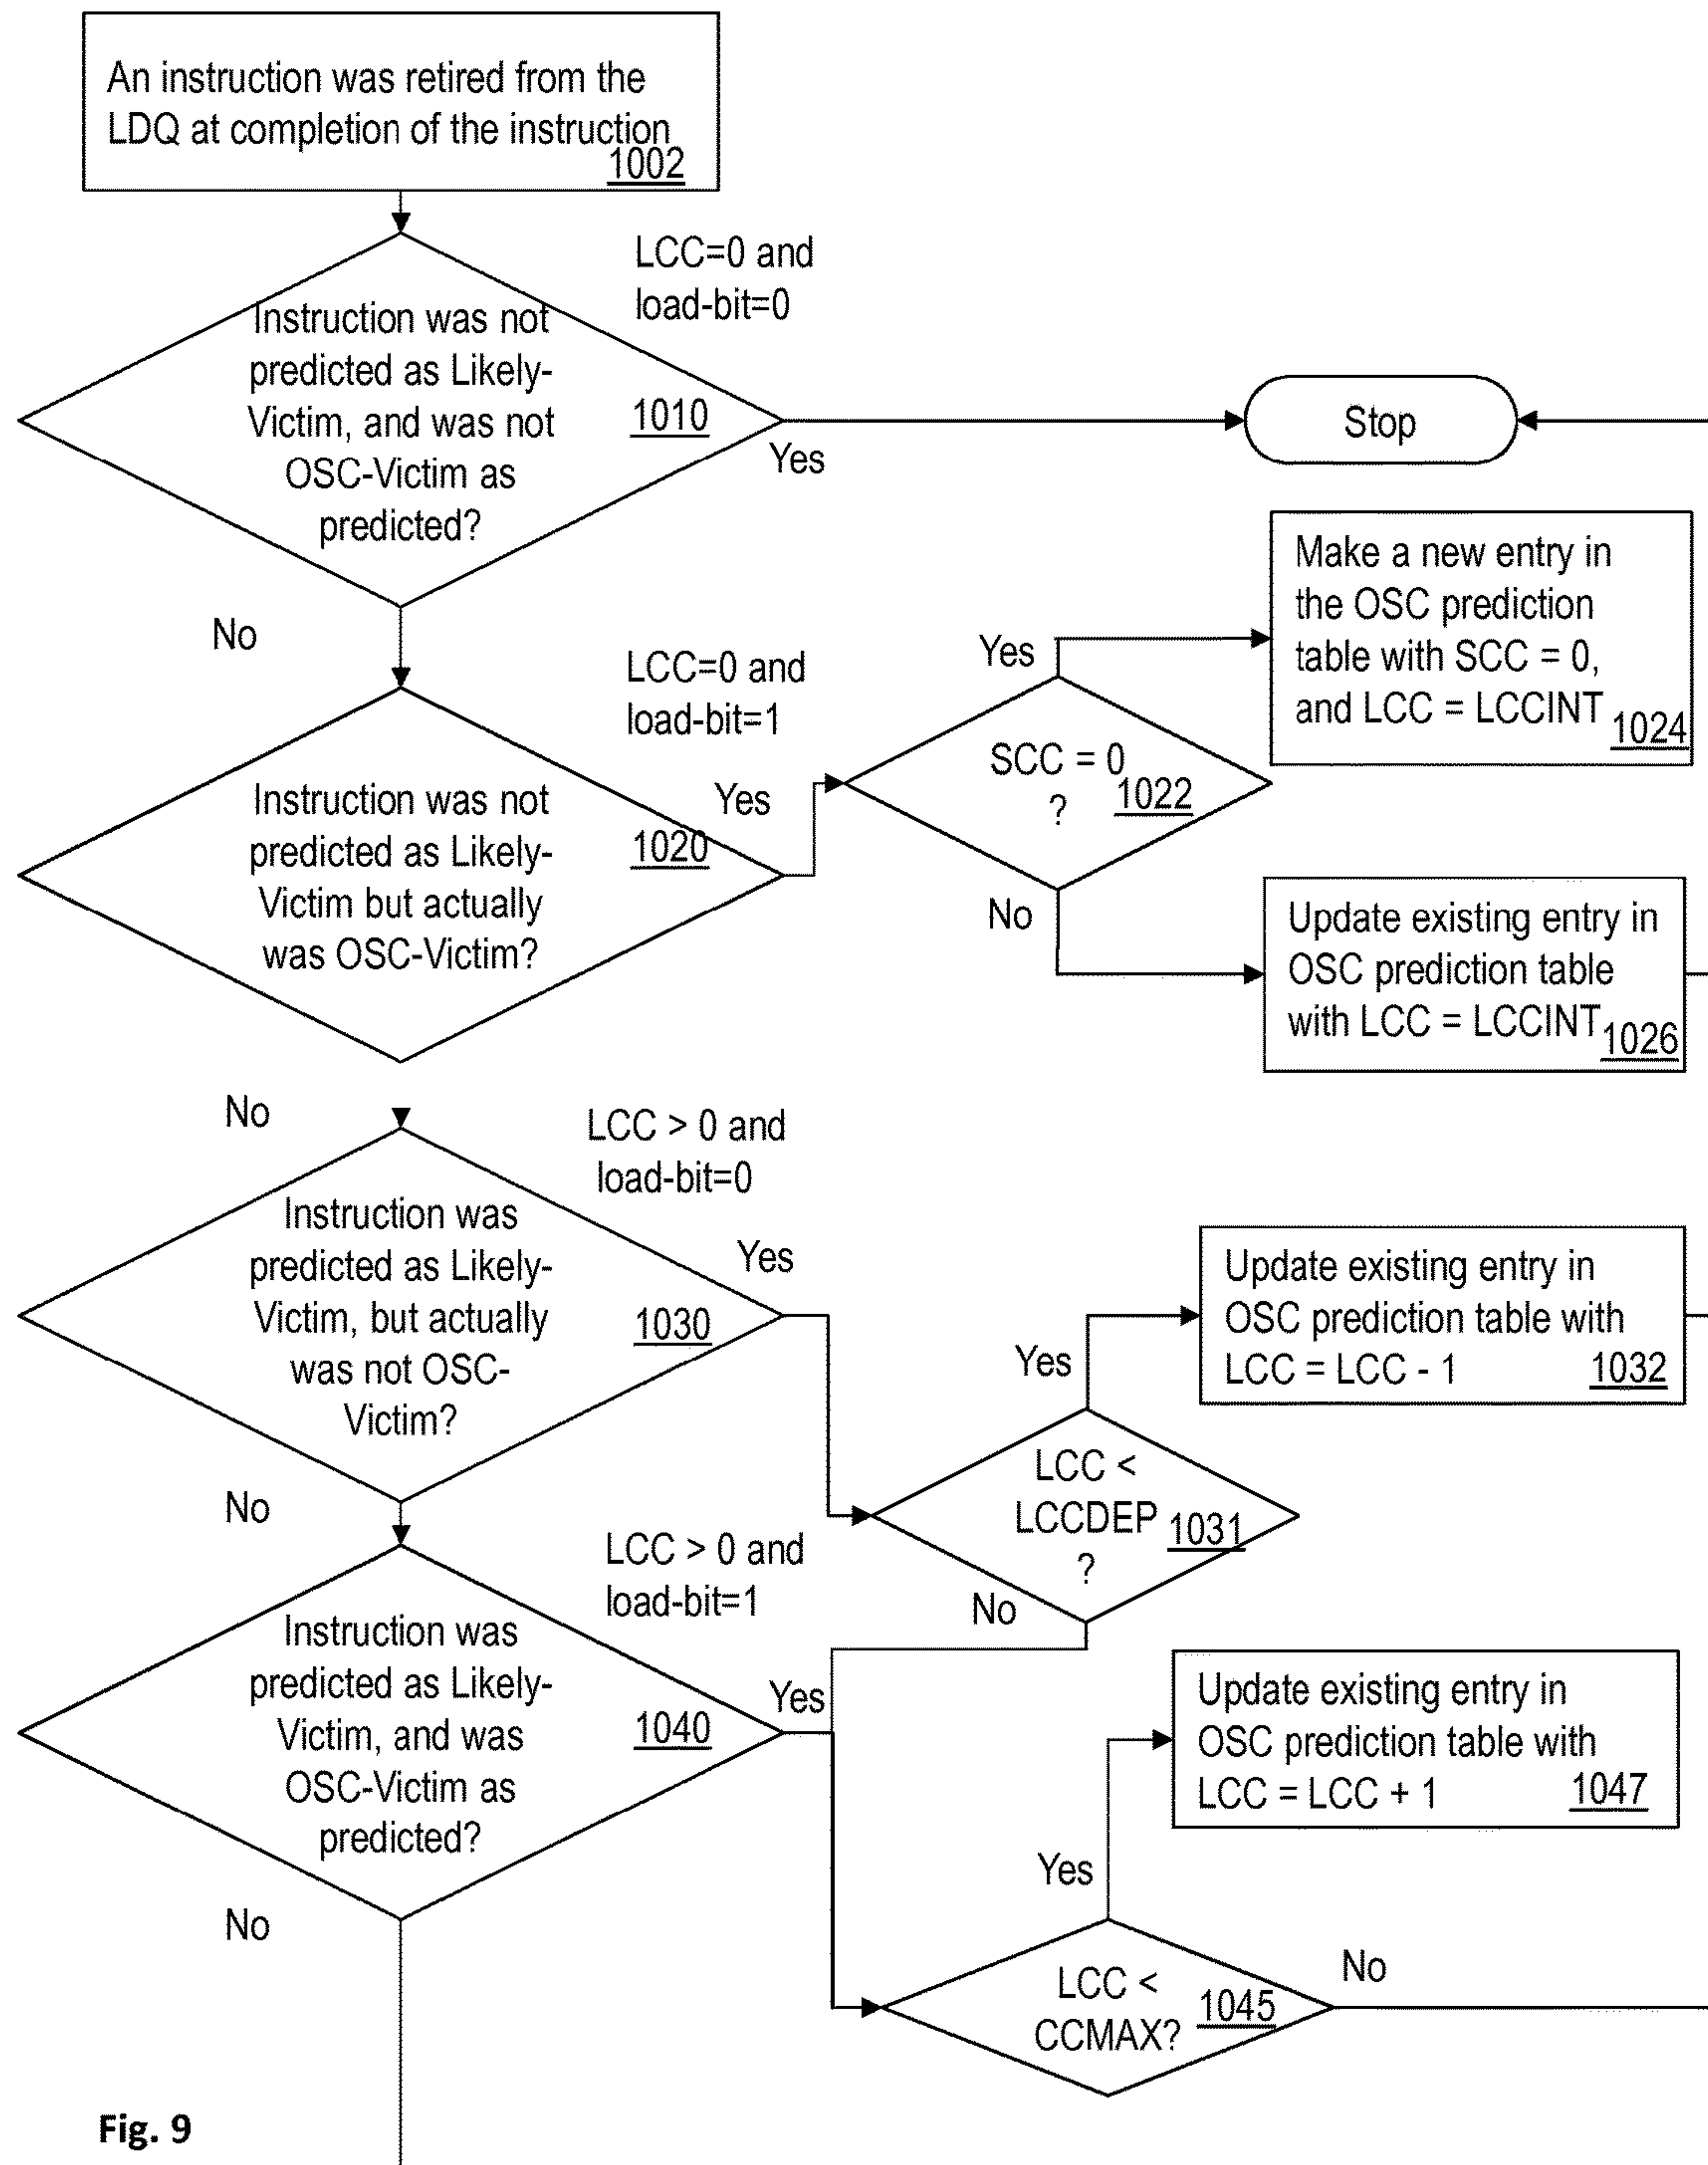 An instruction was retired from the
LDQ at completion of the instruction
1002
LCC=0 and
load-bit=0
Instruction was not
predicted as Likely-
Victim, and was not
OSC-Victim as
predicted?
1010
Yes
Stop
No
LCC=0 and
load-bit=1
Instruction was not
predicted as Likely-
Victim but actually
was OSC-Victim?
1020
Yes
SCC = 0
?
1022
Yes
Make a new entry in
the OSC prediction
table with SCC = 0,
and LCC = LCCINT
1024
No
Update existing entry in
OSC prediction table
with LCC = LCCINT
1026
No
LCC > 0 and
load-bit=0
Instruction was
predicted as Likely-
Victim, but actually
was not OSC-
Victim?
1030
Yes
LCC <
LCCDEP
?
1031
Yes
Update existing entry in
OSC prediction table with
LCC = LCC - 1
1032
No
No
LCC > 0 and
load-bit=1
Instruction was
predicted as Likely-
Victim, and was
OSC-Victim as
predicted?
1040
Yes
Update existing entry in
OSC prediction table with
LCC = LCC + 1
1047
Yes
LCC <
CCMAX?
1045
No
No
Fig. 9